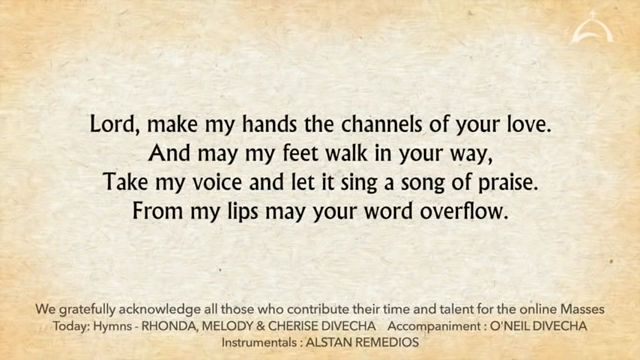 Lord, make my hands the channels of your love.
And may my feet walk in your way,
Take my voice and let it sing a song of praise.
From my lips may your word overflow.
We gratefully acknowledge all those who contribute their time and talent for the online Masses
Today: Hymns - RHONDA, MELODY & CHERISE DIVECHA Accompaniment : O'NEIL DIVECHA
Instrumentals : ALSTAN REMEDIOS